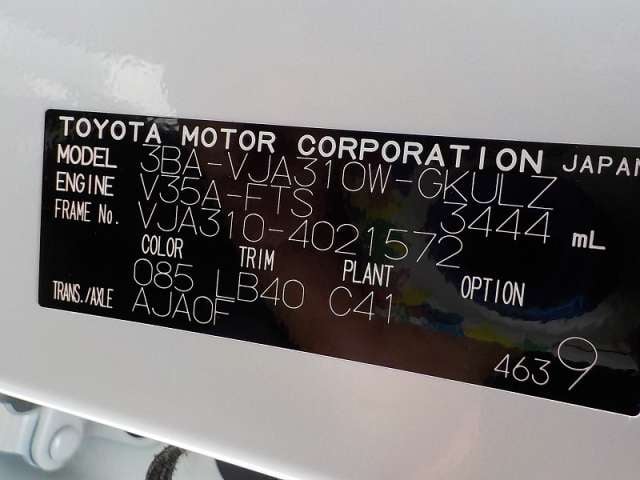 TOYOTA MOTOR CORPORATION JAPAN
MODEL 3BA-VJA310W-GKULZ
ENGINE V35A-FTS 3444 mL
FRAME No. VJA310-4021572
COLOR TRIM PLANT OPTION
085 LB40 C41
TRANS./AXLE AJA0F
4639